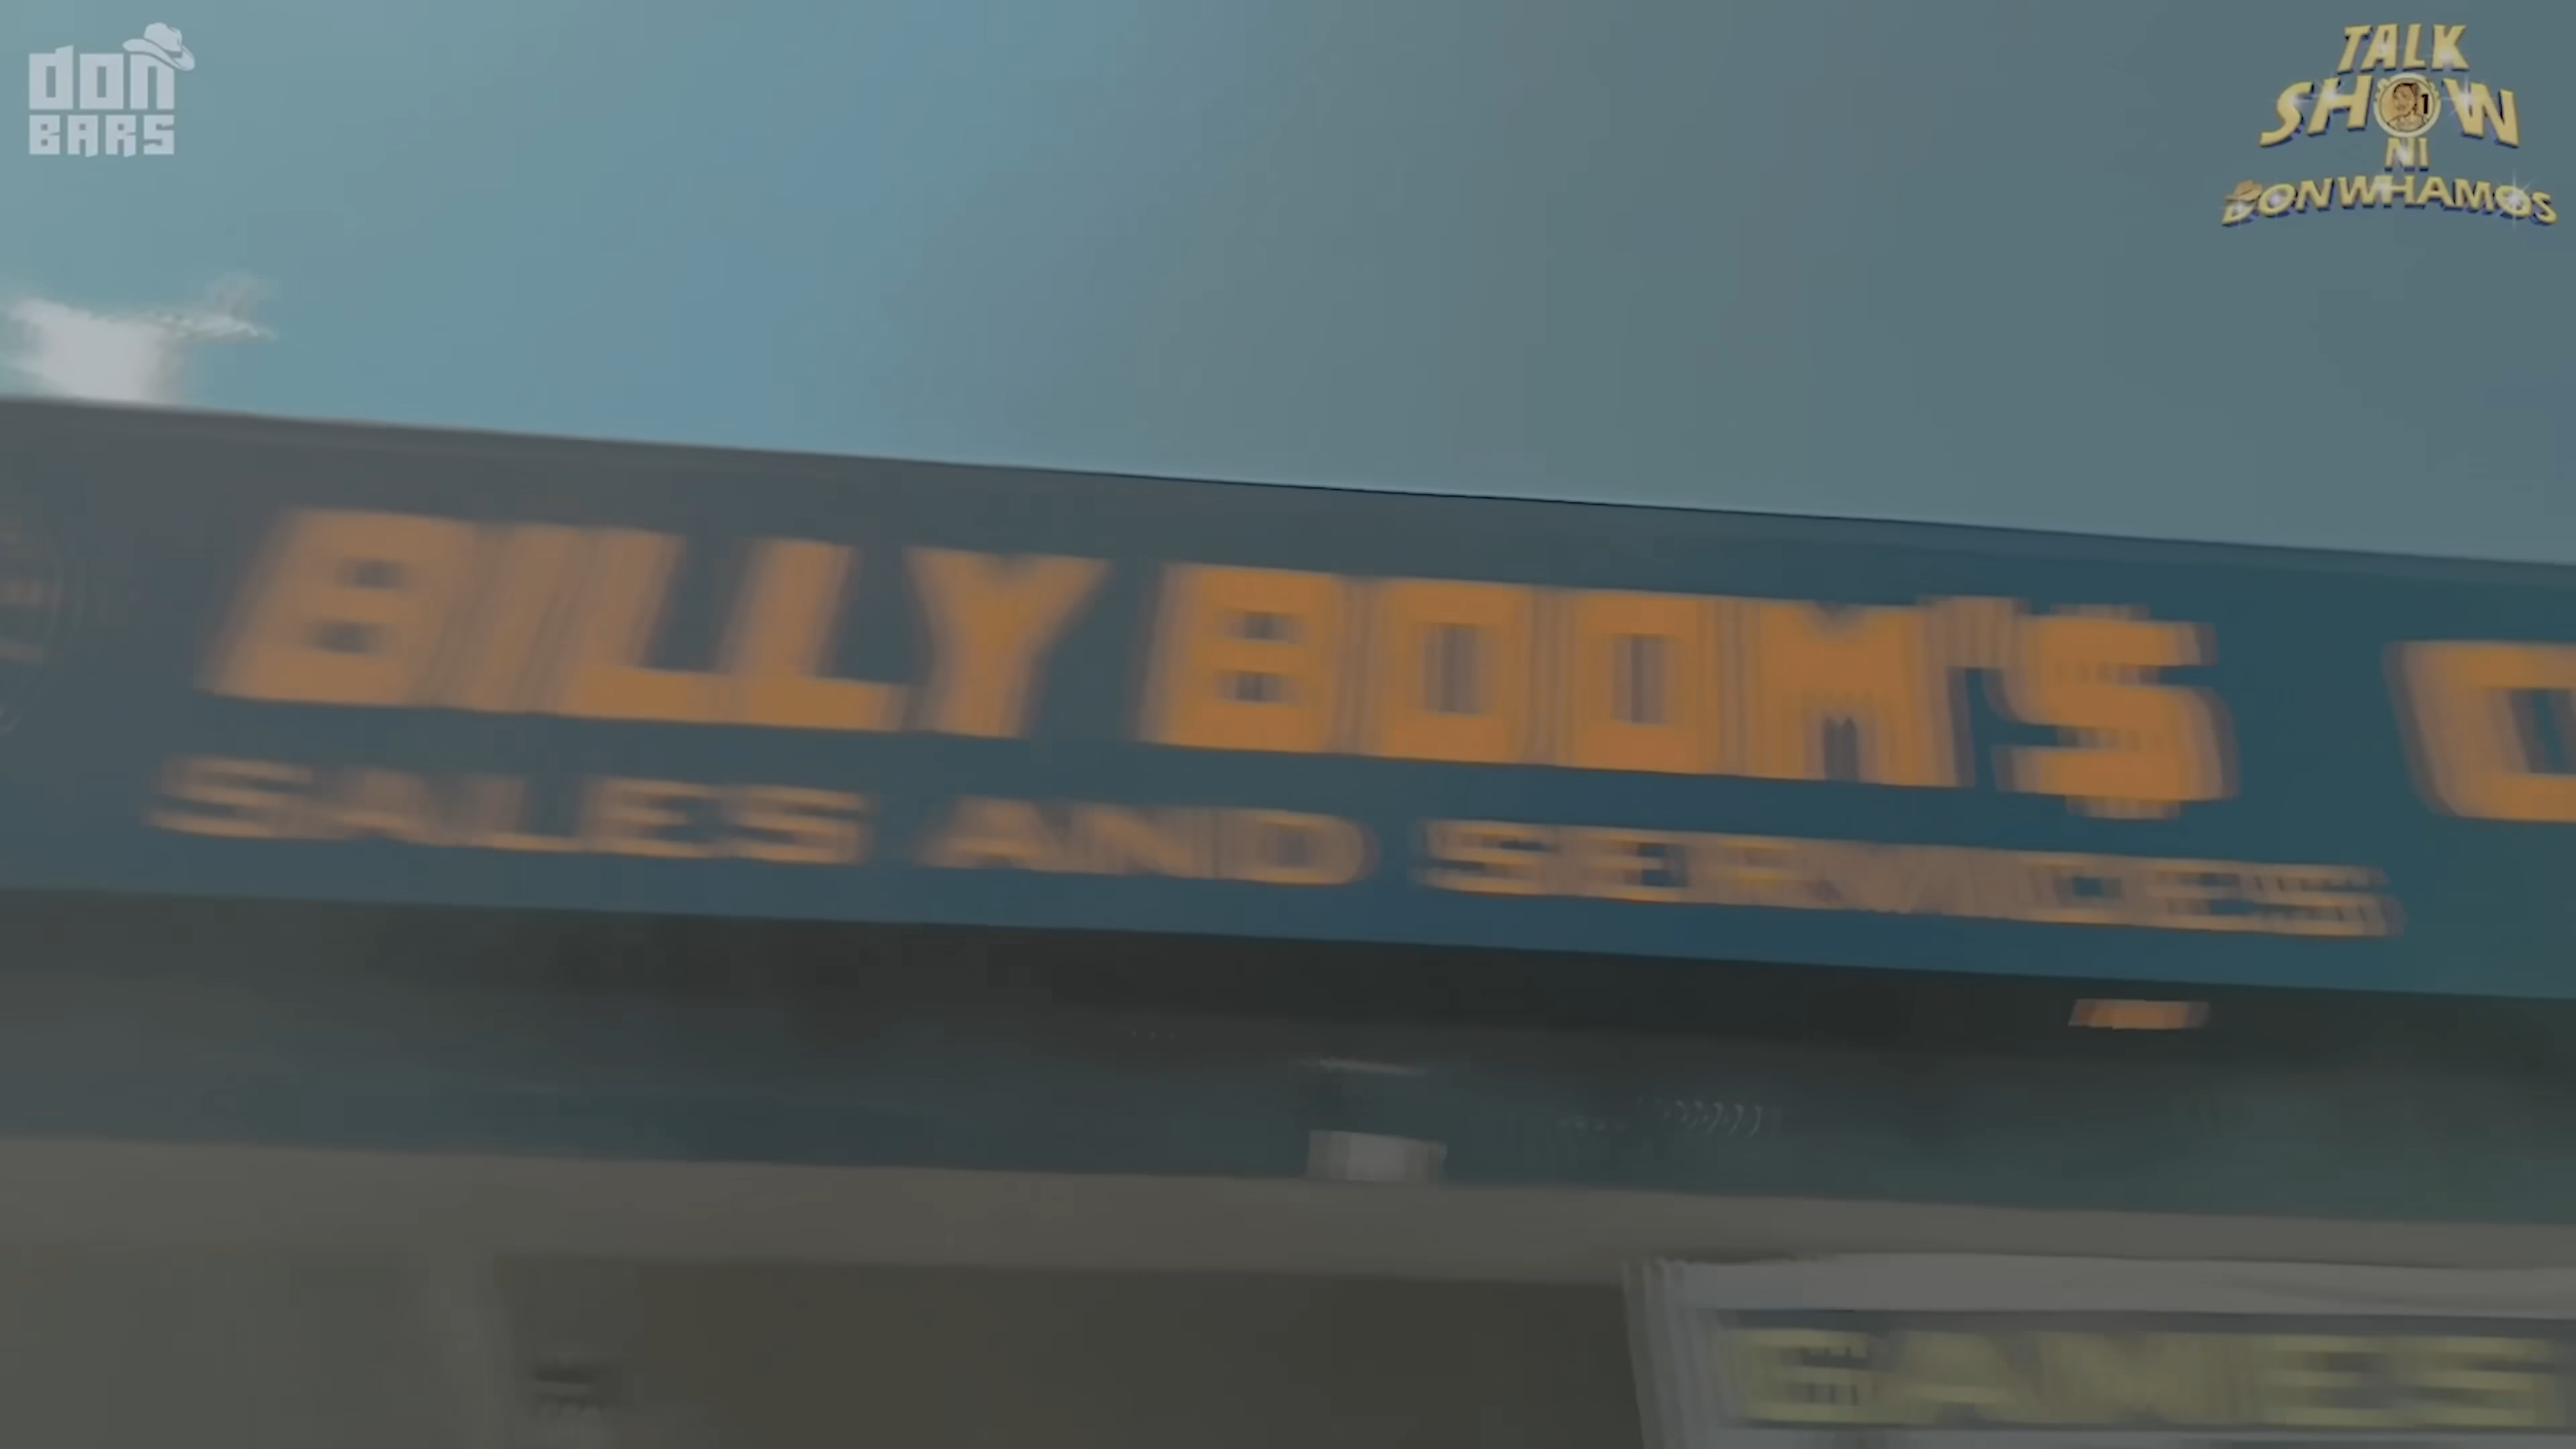 don
BARS
TALK
SHOW
NI
DONWHAMOS
BILLY BOOM'$
SALES AND SERVICES